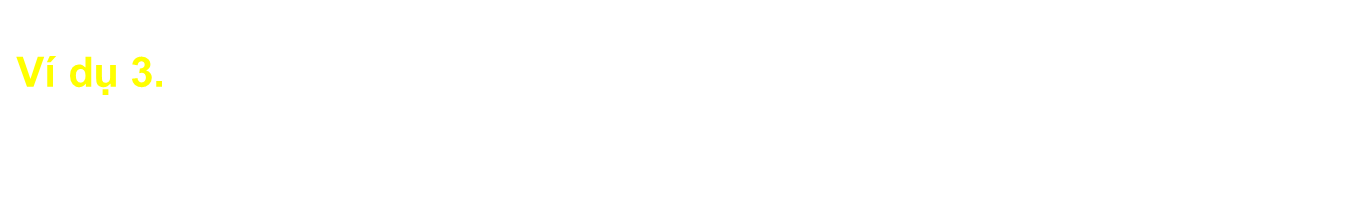 Ví dụ 3.